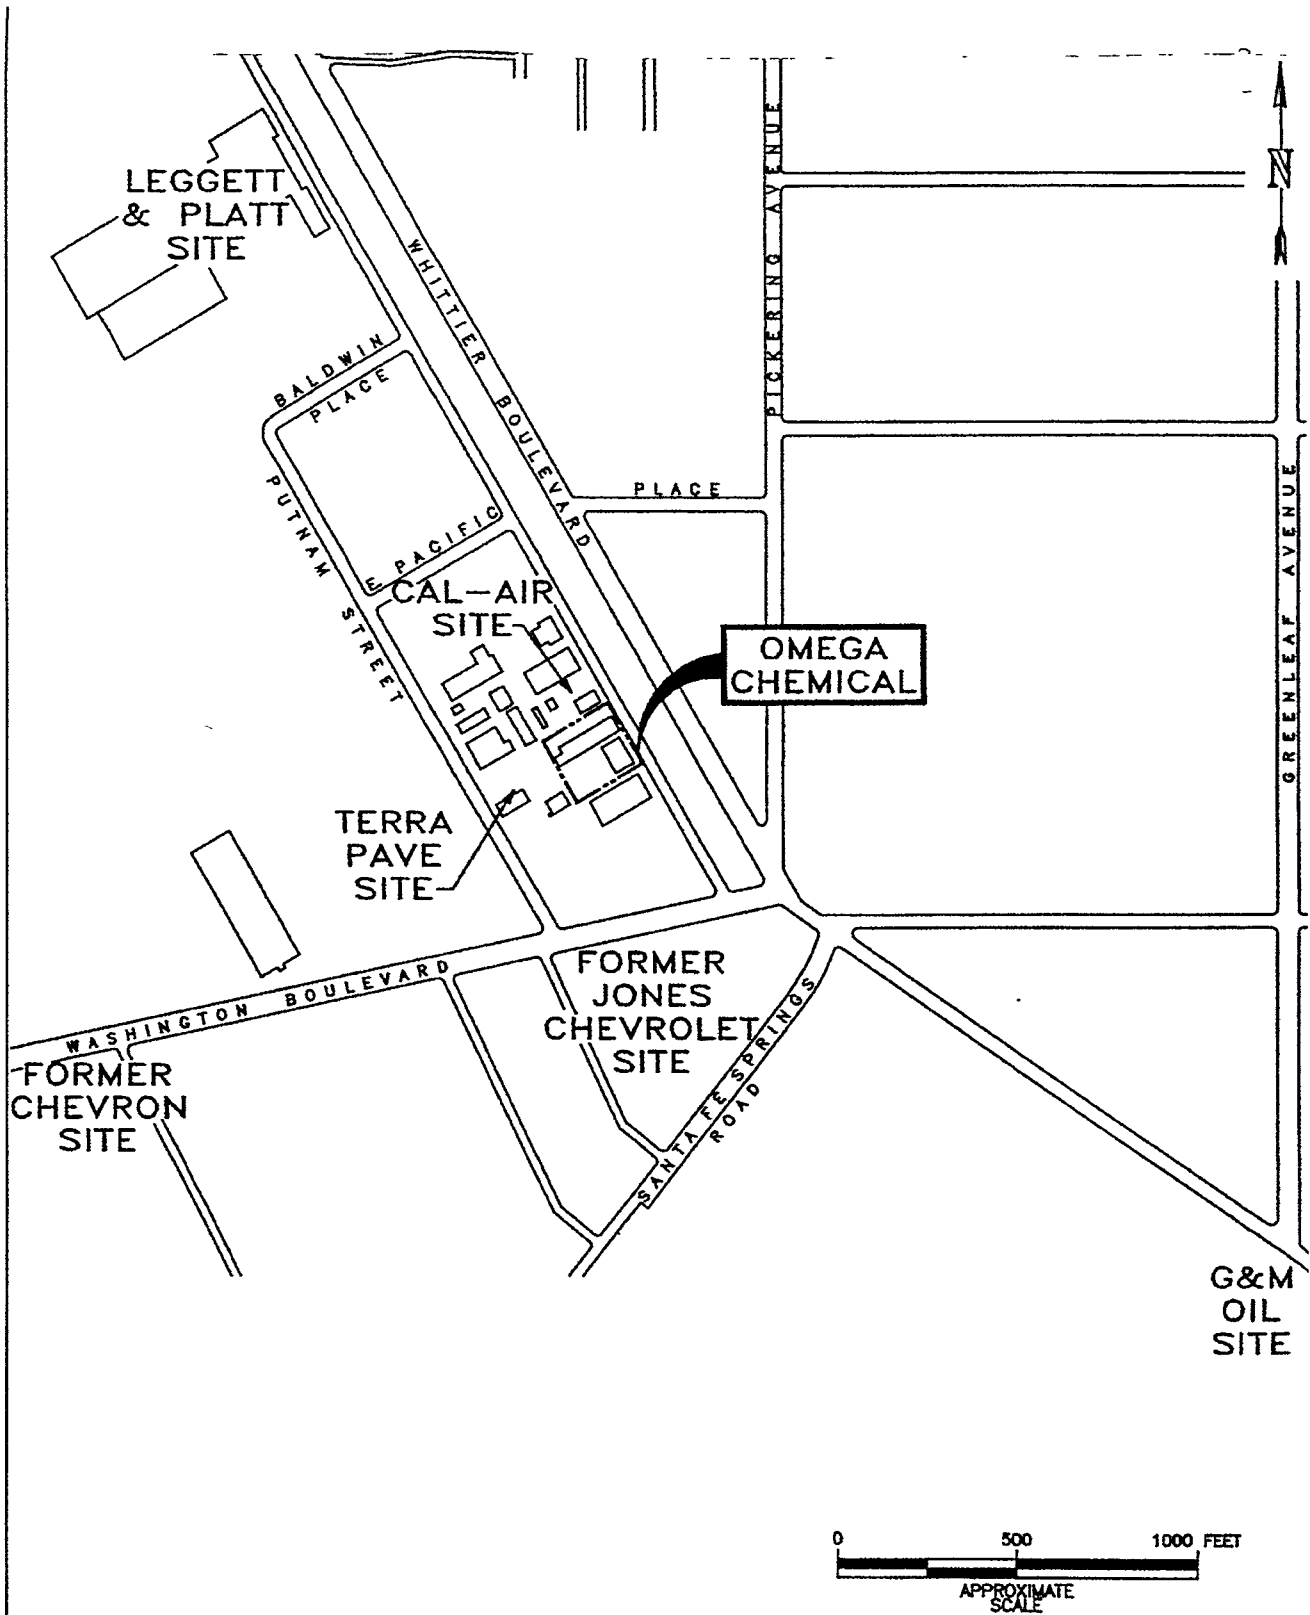 N
LEGGETT
& PLATT
SITE
PICKERING AVENUE
WHITTIER BOULEVARD
BALDWIN
PLACE
PUTNAM STREET
E PACIFIC
PLACE
GREENLEAF AVENUE
CAL-AIR
SITE
OMEGA
CHEMICAL
TERRA
PAVE
SITE
WASHINGTON BOULEVARD
FORMER
JONES
CHEVROLET
SITE
SANTA FE SPRINGS
ROAD
FORMER
CHEVRON
SITE
G&M
OIL
SITE
0 500 1000 FEET
APPROXIMATE
SCALE